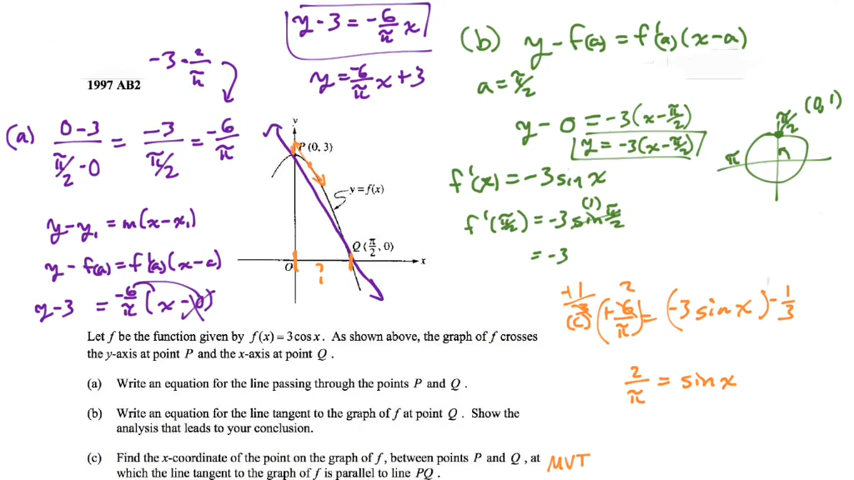 1997 AB2
-3 · 2/π
(a) (0-3)/(π/2 - 0) = -3/(π/2) = -6/π
y - y₁ = m(x - x₁)
y - f(a) = f'(a)(x - a)
y - 3 = -6/π (x - 0)
y - 3 = -6/π x
y = -6/π x + 3
y
P (0, 3)
y = f(x)
Q (π/2, 0)
O
x
?
(b) y - f(a) = f'(a)(x - a)
a = π/2
y - 0 = -3(x - π/2)
y = -3(x - π/2)
f'(x) = -3 sin x
f'(π/2) = -3 sin π/2
(1)
= -3
π/2
(0, 1)
π
(c)
= (-3 sin x) · -1/3
2/π = sin x
Let f be the function given by f(x) = 3cos x. As shown above, the graph of f crosses
the y-axis at point P and the x-axis at point Q.
(a) Write an equation for the line passing through the points P and Q.
(b) Write an equation for the line tangent to the graph of f at point Q. Show the
analysis that leads to your conclusion.
(c) Find the x-coordinate of the point on the graph of f, between points P and Q, at
which the line tangent to the graph of f is parallel to line PQ.
MVT